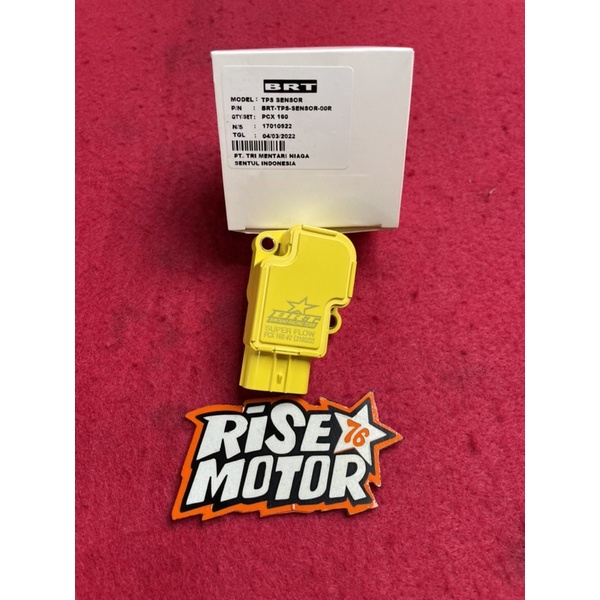 BRT
MODEL : TPS SENSOR
P/N : BRT-TPS-SENSOR-00R
QTY/SET : PCX 160
N/S : 17010922
TGL : 04/03/2022
PT. TRI MENTARI NIAGA
SENTUL INDONESIA
SUPER FLOW
RISE
76
MOTOR